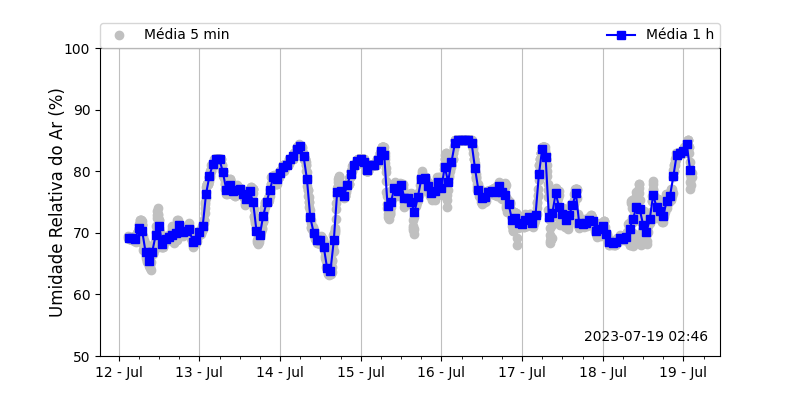 Média 5 min
Média 1 h
Umidade Relativa do Ar (%)
100
90
80
70
60
50
2023-07-19 02:46
12 - Jul
13 - Jul
14 - Jul
15 - Jul
16 - Jul
17 - Jul
18 - Jul
19 - Jul